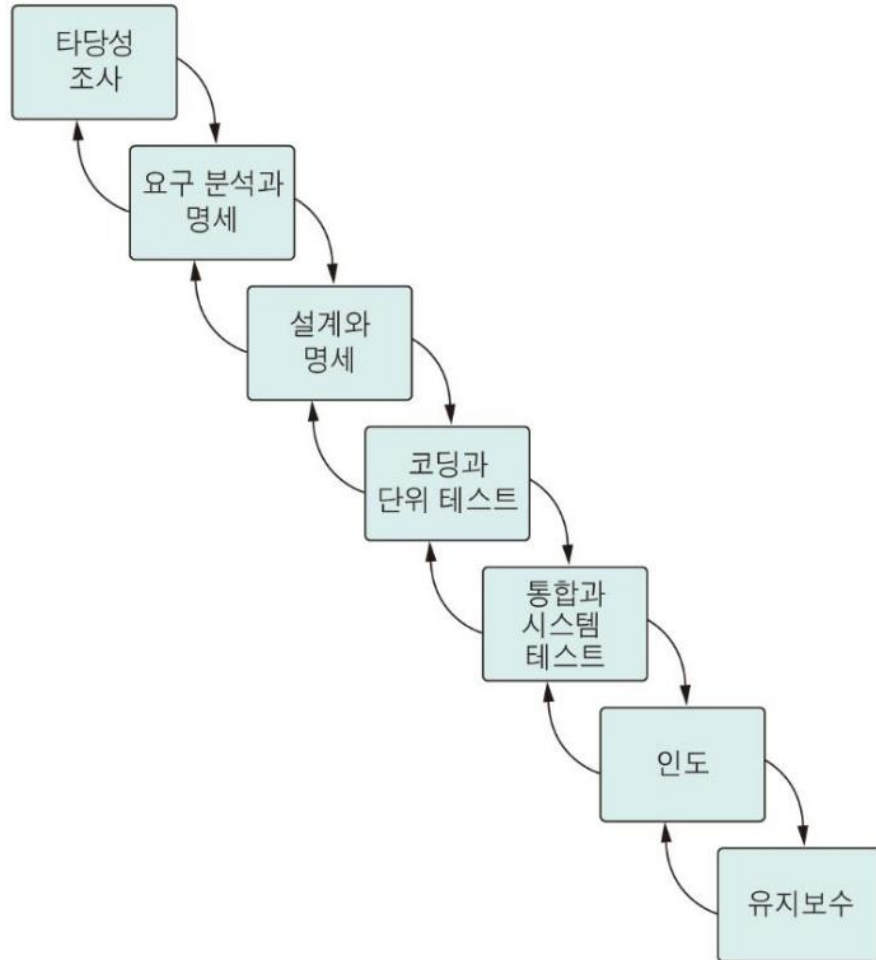 타당성
조사
요구 분석과
명세
설계와
명세
코딩과
단위 테스트
통합과
시스템
테스트
인도
유지보수